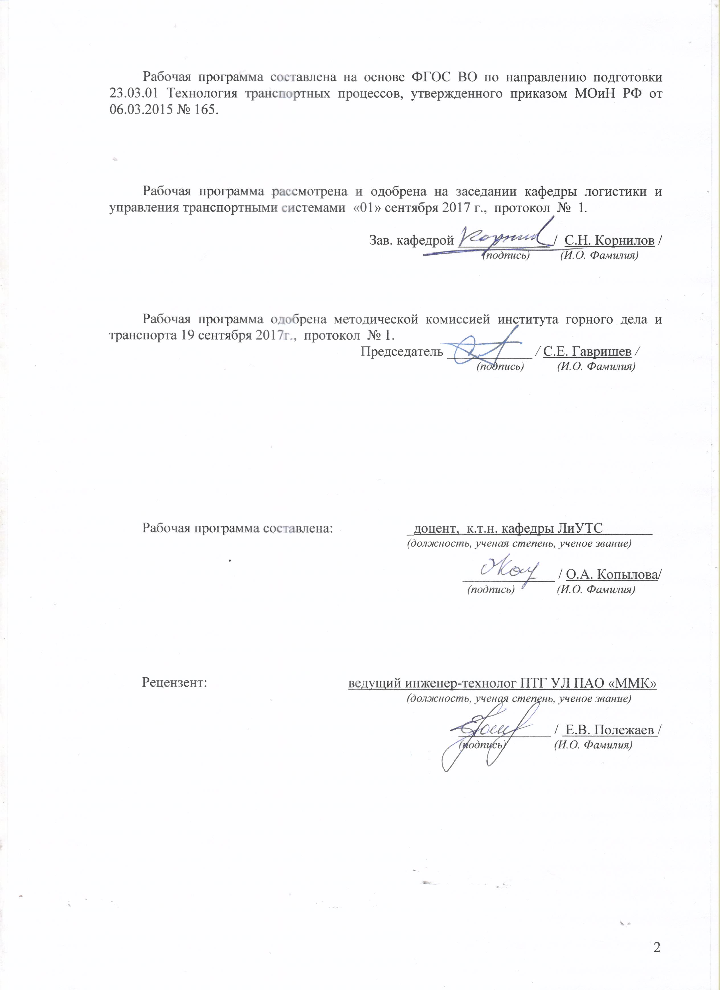 Рабочая программа составлена на основе ФГОС ВО по направлению подготовки
23.03.01 Технология транспортных процессов, утвержденного приказом МОиН РФ от
06.03.2015 № 165.
Рабочая программа рассмотрена и одобрена на заседании кафедры логистики и
управления транспортными системами «01» сентября 2017 г., протокол № 1.
Зав. кафедрой ______________/ С.Н. Корнилов /
(подпись) (И.О. Фамилия)
Рабочая программа одобрена методической комиссией института горного дела и
транспорта 19 сентября 2017г., протокол № 1.
Председатель _____________ / С.Е. Гавришев /
(подпись) (И.О. Фамилия)
Рабочая программа составлена: доцент, к.т.н. кафедры ЛиУТС
(должность, ученая степень, ученое звание)
______________ / О.А. Копылова/
(подпись) (И.О. Фамилия)
Рецензент: ведущий инженер-технолог ПТГ УЛ ПАО «ММК»
(должность, ученая степень, ученое звание)
______________ / Е.В. Полежаев /
(подпись) (И.О. Фамилия)
2